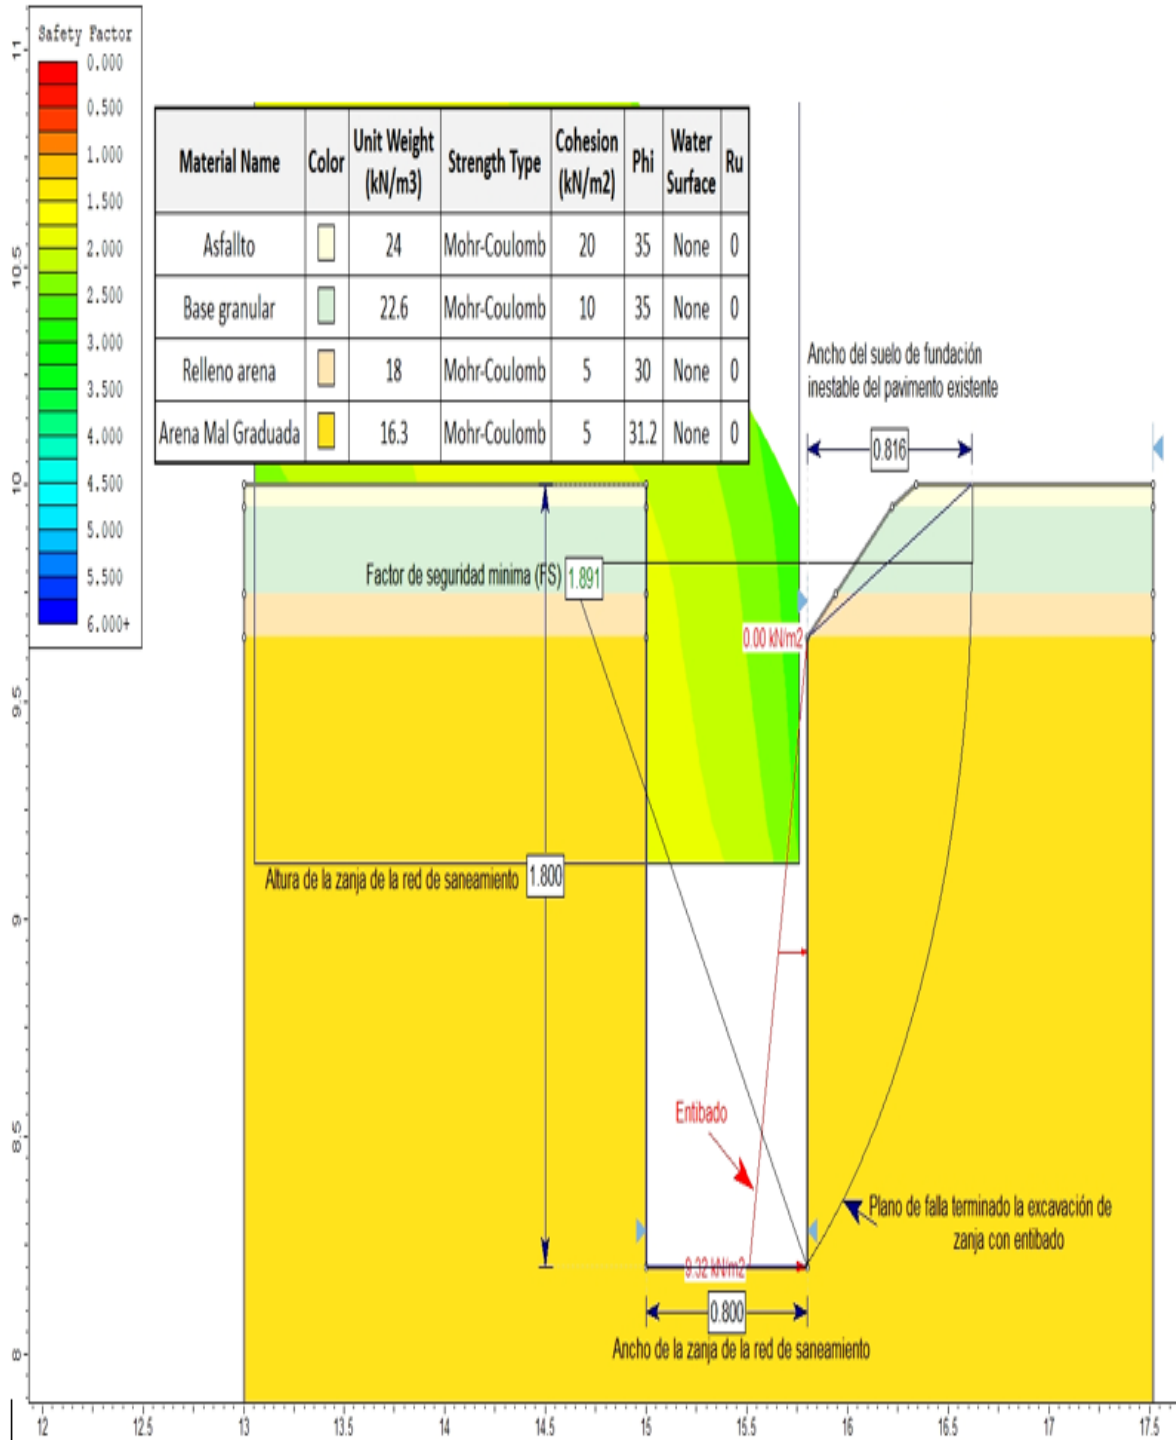 Safety Factor
0.000
0.500
1.000
1.500
2.000
2.500
3.000
3.500
4.000
4.500
5.000
5.500
6.000+
Material Name Color Unit Weight (kN/m3) Strength Type Cohesion (kN/m2) Phi Water Surface Ru
Asfallto 24 Mohr-Coulomb 20 35 None 0
Base granular 22.6 Mohr-Coulomb 10 35 None 0
Relleno arena 18 Mohr-Coulomb 5 30 None 0
Arena Mal Graduada 16.3 Mohr-Coulomb 5 31.2 None 0
Ancho del suelo de fundación
inestable del pavimento existente
0.816
Factor de seguridad minima (FS) 1.891
0.00 kN/m2
Altura de la zanja de la red de saneamiento 1.800
Entibado
Plano de falla terminado la excavación de
zanja con entibado
9.32 kN/m2
0.800
Ancho de la zanja de la red de saneamiento
11
10.5
10
9.5
9
8.5
8
12 12.5 13 13.5 14 14.5 15 15.5 16 16.5 17 17.5